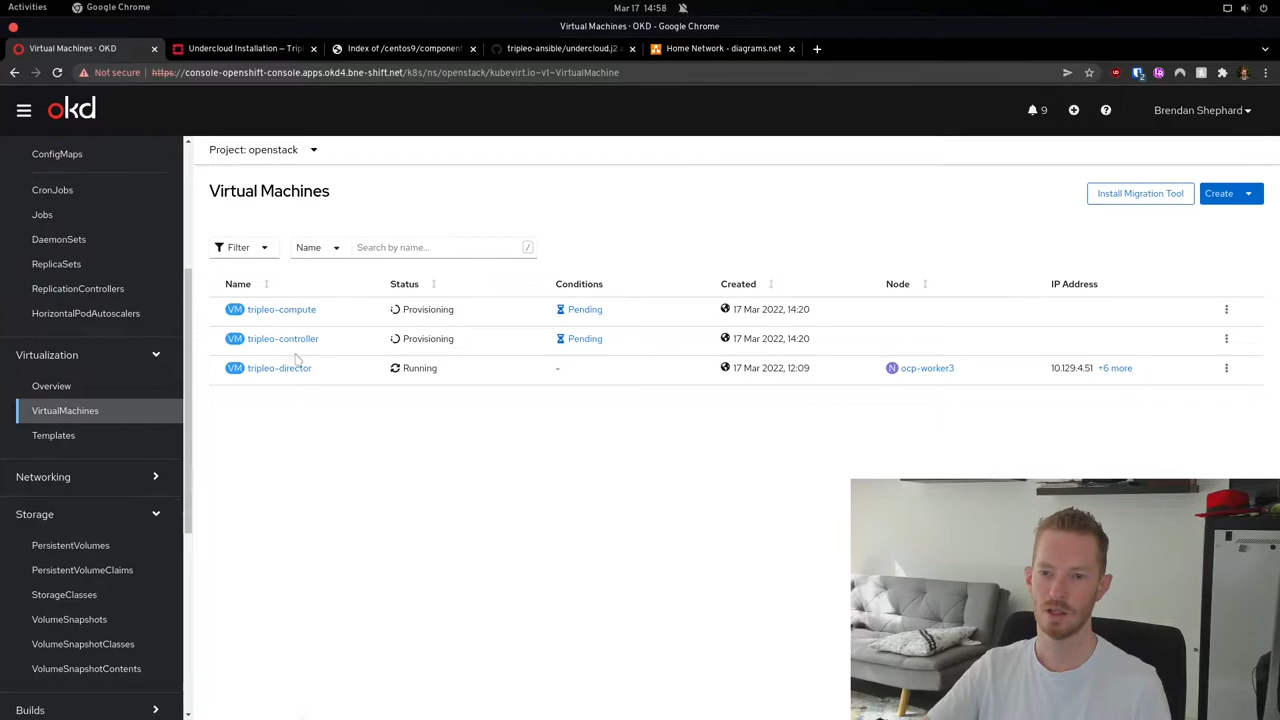 Activities Google Chrome Mar 17 14:58
Virtual Machines · OKD - Google Chrome
Virtual Machines · OKD Undercloud Installation — Tripl Index of /centos9/component tripleo-ansible/undercloud.j2 Home Network - diagrams.net
Not secure https://console-openshift-console.apps.okd4.bne-shift.net/k8s/ns/openstack/kubevirt.io~v1~VirtualMachine
okd 9 Brendan Shephard
Project: openstack
Virtual Machines
Install Migration Tool Create
Filter Name Search by name... /
Name Status Conditions Created Node IP Address
VM tripleo-compute Provisioning Pending 17 Mar 2022, 14:20
VM tripleo-controller Provisioning Pending 17 Mar 2022, 14:20
VM tripleo-director Running - 17 Mar 2022, 12:09 N ocp-worker3 10.129.4.51 +6 more
ConfigMaps
CronJobs
Jobs
DaemonSets
ReplicaSets
ReplicationControllers
HorizontalPodAutoscalers
Virtualization
Overview
VirtualMachines
Templates
Networking
Storage
PersistentVolumes
PersistentVolumeClaims
StorageClasses
VolumeSnapshots
VolumeSnapshotClasses
VolumeSnapshotContents
Builds